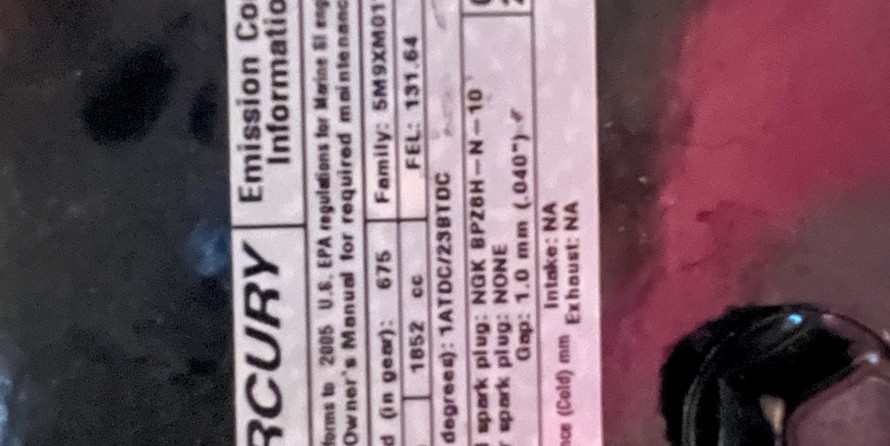 RCURY
Emission Co
Informatio
forms to 2005 U.S. EPA regulations for Marine SI eng
Owner's Manual for required maintenanc
d (in gear): 675
Family: 5M9XM01
1852 cc
FEL: 131.64
degrees): 1ATDC/23BTDC
spark plug: NGK BPZ8H-N-10
spark plug: NONE
Gap: 1.0 mm (.040")
nce (Cold) mm
Intake: NA
Exhaust: NA